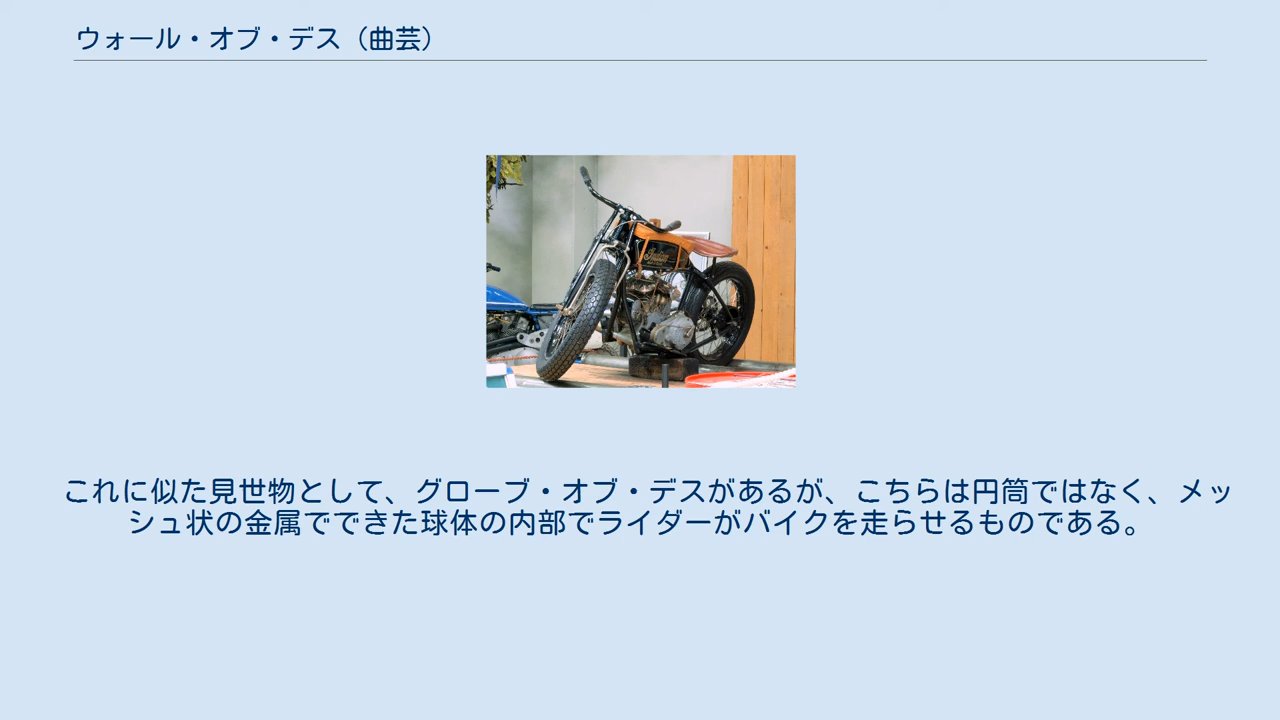 ウォール・オブ・デス（曲芸）
Indian
これに似た見世物として、グローブ・オブ・デスがあるが、こちらは円筒ではなく、メッ
シュ状の金属でできた球体の内部でライダーがバイクを走らせるものである。